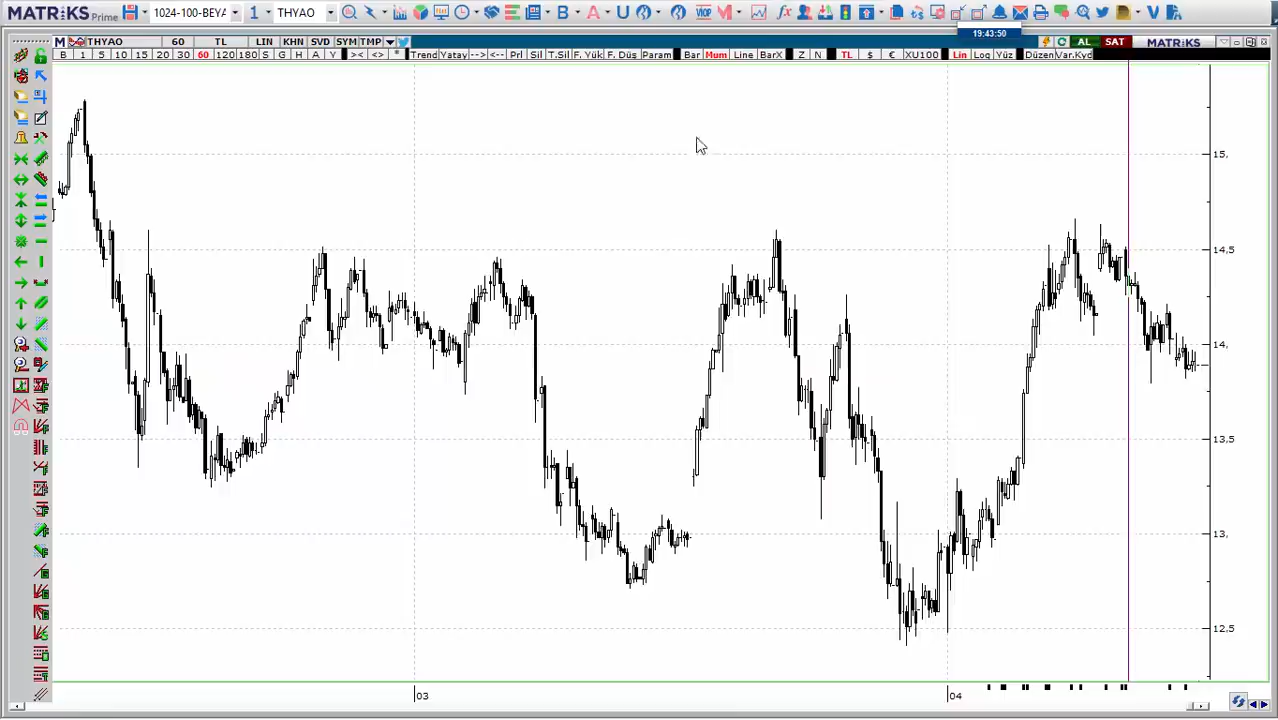 MATRIKS Prime 1024-100-BEYA 1 THYAO B A U
19:43:50
M THYAO 60 TL LIN KHN SVD SYM TMP AL SAT MATRIKS
B 1 5 10 15 20 30 60 120 180 S G H A Y * Trend Yatay --> <-- Prl Sil T.Sil F. Yük F. Düş Param >< <> Bar Mum Line BarX Z N TL $ € XU100 Lin Log Yüz Düzen Var.Kyd
15,
14,5
14,
13,5
13,
12,5
03 04